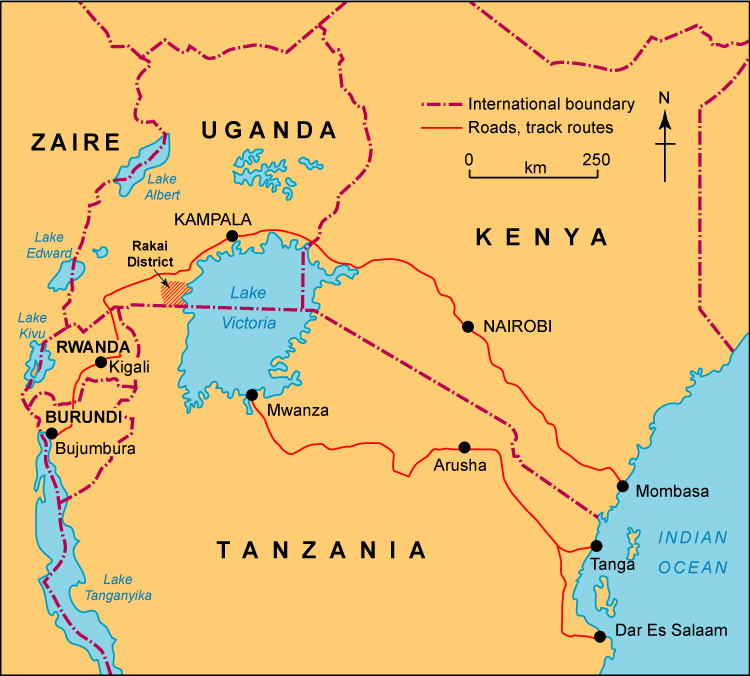 International boundary
Roads, track routes
0
250
km
N
ZAIRE
UGANDA
KENYA
Lake
Albert
KAMPALA
Lake
Edward
Rakai
District
Lake
Victoria
Lake
Kivu
RWANDA
Kigali
NAIROBI
BURUNDI
Bujumbura
Mwanza
Arusha
Mombasa
TANZANIA
INDIAN
OCEAN
Tanga
Lake
Tanganyika
Dar Es Salaam